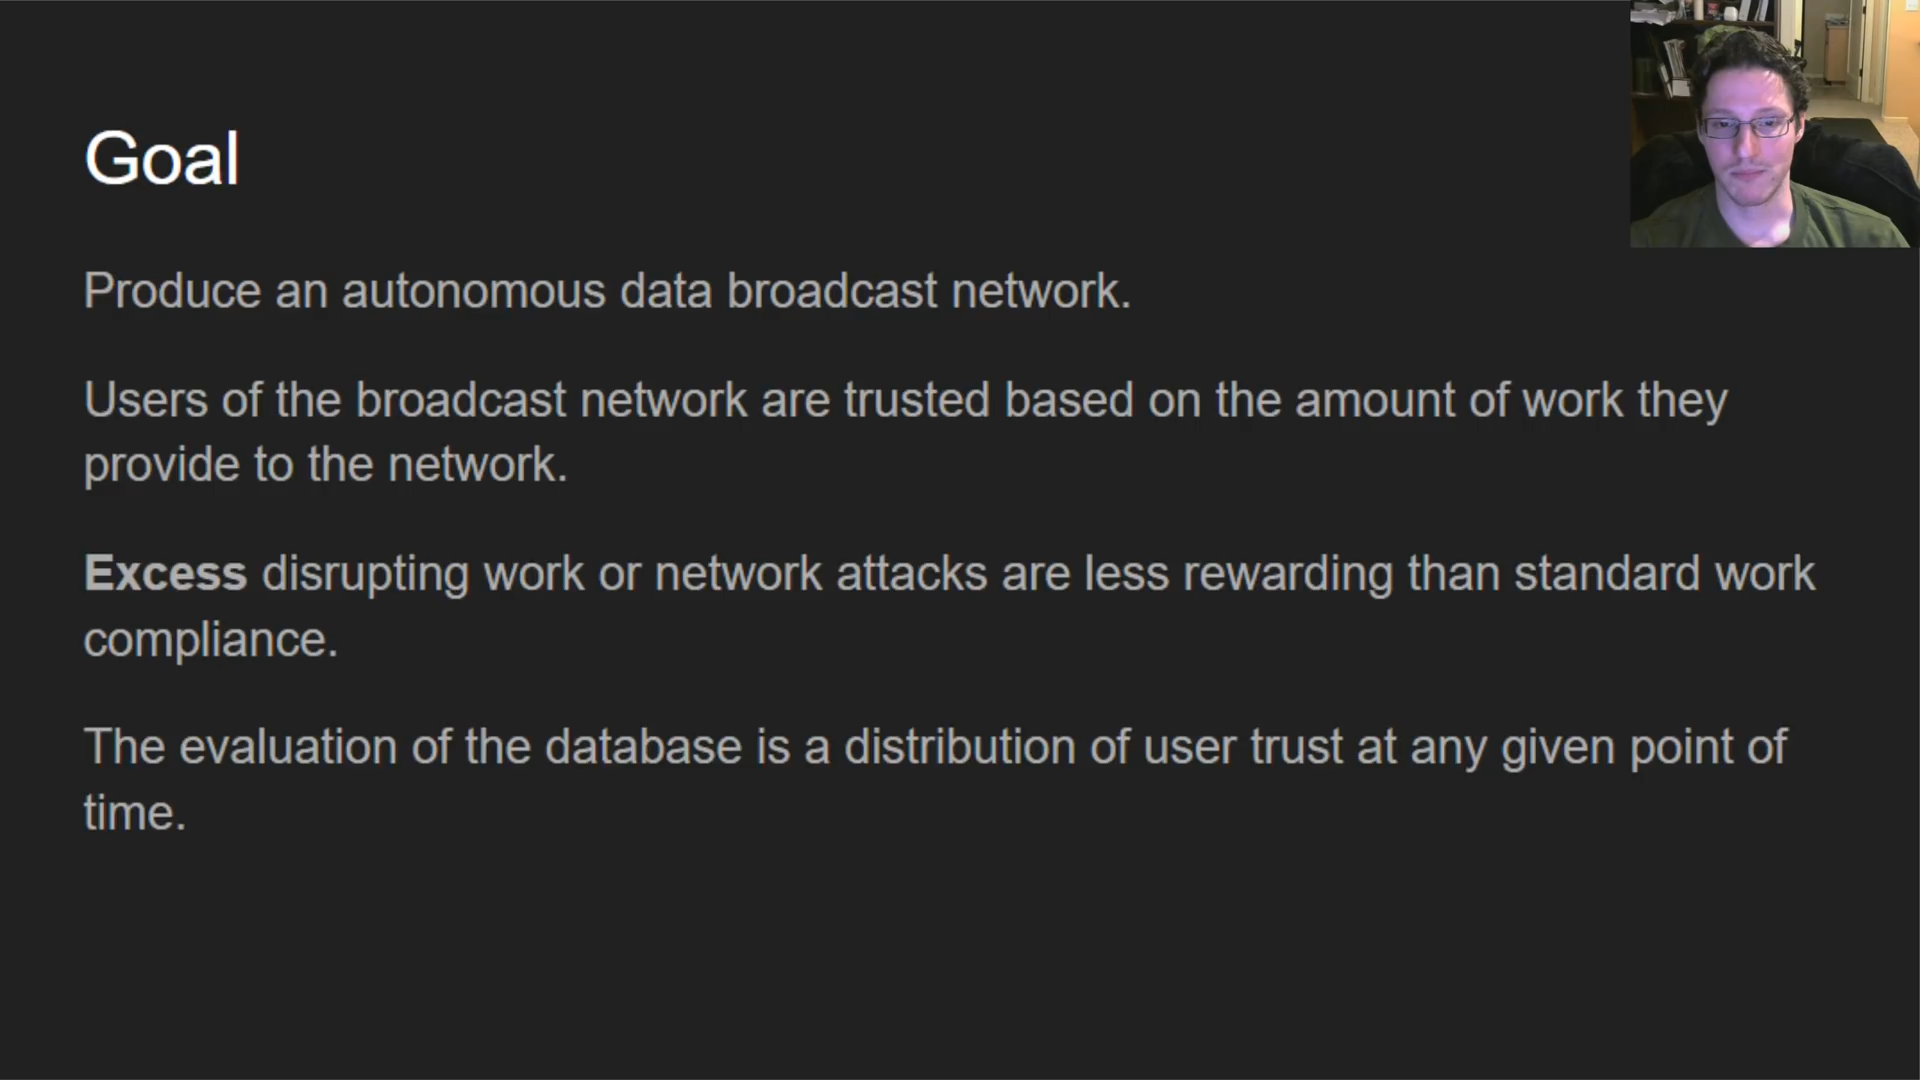 Goal
Produce an autonomous data broadcast network.
Users of the broadcast network are trusted based on the amount of work they
provide to the network.
Excess disrupting work or network attacks are less rewarding than standard work
compliance.
The evaluation of the database is a distribution of user trust at any given point of
time.